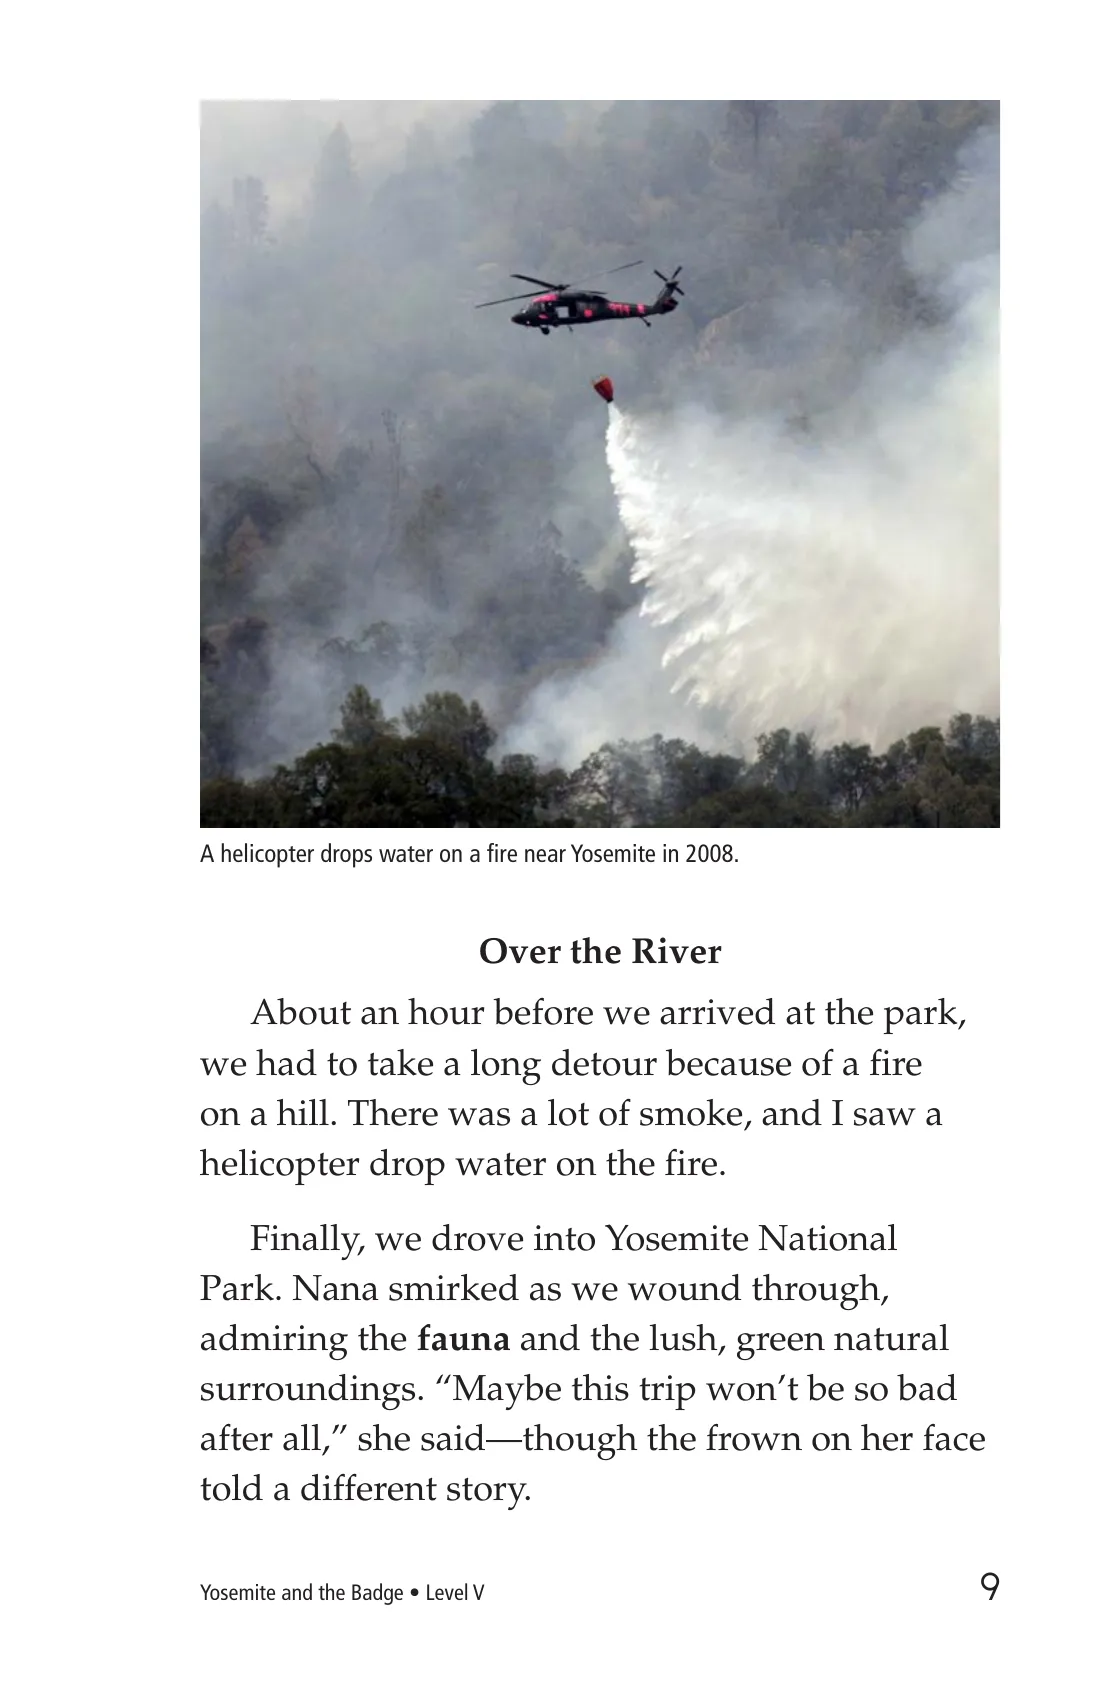 A helicopter drops water on a fire near Yosemite in 2008.
Over the River
About an hour before we arrived at the park,
we had to take a long detour because of a fire
on a hill. There was a lot of smoke, and I saw a
helicopter drop water on the fire.
Finally, we drove into Yosemite National
Park. Nana smirked as we wound through,
admiring the fauna and the lush, green natural
surroundings. “Maybe this trip won’t be so bad
after all,” she said—though the frown on her face
told a different story.
Yosemite and the Badge • Level V
9